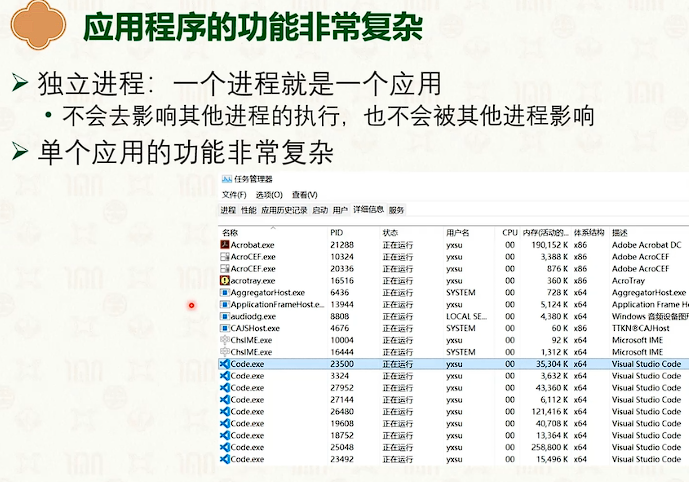 应用程序的功能非常复杂
独立进程：一个进程就是一个应用
不会去影响其他进程的执行，也不会被其他进程影响
单个应用的功能非常复杂
任务管理器
文件(F) 选项(O) 查看(V)
进程 性能 应用历史记录 启动 用户 详细信息 服务
名称 PID 状态 用户名 CPU 内存(活动的... 体系结构 描述
Acrobat.exe 21288 正在运行 yxsu 00 190,152 K x86 Adobe Acrobat DC
AcroCEF.exe 10324 正在运行 yxsu 00 3,388 K x86 Adobe AcroCEF
AcroCEF.exe 20336 正在运行 yxsu 00 876 K x86 Adobe AcroCEF
acrotray.exe 16516 正在运行 yxsu 00 360 K x86 AcroTray
AggregatorHost.exe 6436 正在运行 SYSTEM 00 728 K x64 AggregatorHost.exe
ApplicationFrameHost.e... 13944 正在运行 yxsu 00 5,124 K x64 Application Frame H
audiodg.exe 8808 正在运行 LOCAL SE... 00 4,380 K x64 Windows 音频设备图
CAJSHost.exe 4676 正在运行 SYSTEM 00 60 K x86 TTKN®CAJHost
ChsIME.exe 10004 正在运行 yxsu 00 92 K x64 Microsoft IME
ChsIME.exe 16444 正在运行 SYSTEM 00 1,312 K x64 Microsoft IME
Code.exe 23500 正在运行 yxsu 00 35,304 K x64 Visual Studio Code
Code.exe 3324 正在运行 yxsu 00 3,632 K x64 Visual Studio Code
Code.exe 27952 正在运行 yxsu 00 43,360 K x64 Visual Studio Code
Code.exe 27144 正在运行 yxsu 00 6,112 K x64 Visual Studio Code
Code.exe 26480 正在运行 yxsu 00 121,416 K x64 Visual Studio Code
Code.exe 19608 正在运行 yxsu 00 40,708 K x64 Visual Studio Code
Code.exe 18752 正在运行 yxsu 00 13,364 K x64 Visual Studio Code
Code.exe 25048 正在运行 yxsu 00 258,800 K x64 Visual Studio Code
Code.exe 23492 正在运行 yxsu 00 15,496 K x64 Visual Studio Code